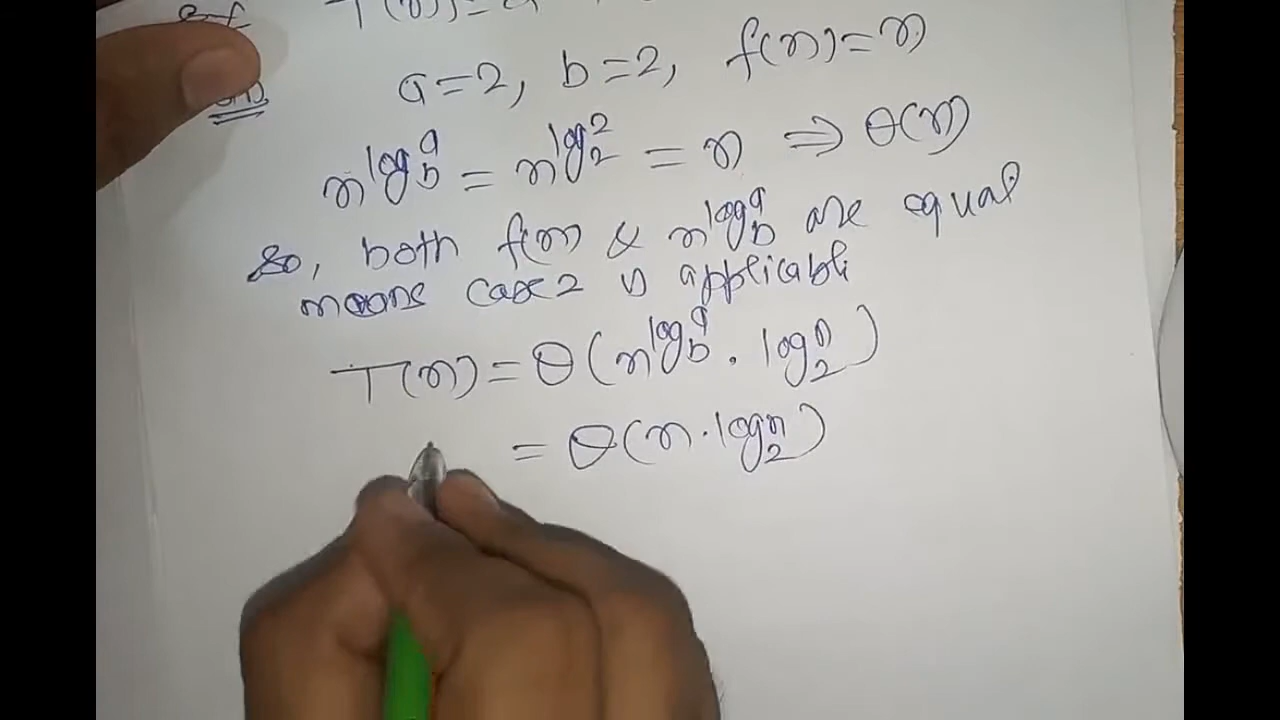 T(n)=a
a=2, b=2, f(n)=n
n^log_b^a = n^log_2^2 = n ⇒ θ(n)
So, both f(n) & n^log_b^a are equal
means case 2 is applicable
T(n) = θ(n^log_b^a . log_2^n)
= θ(n . log_2^n)